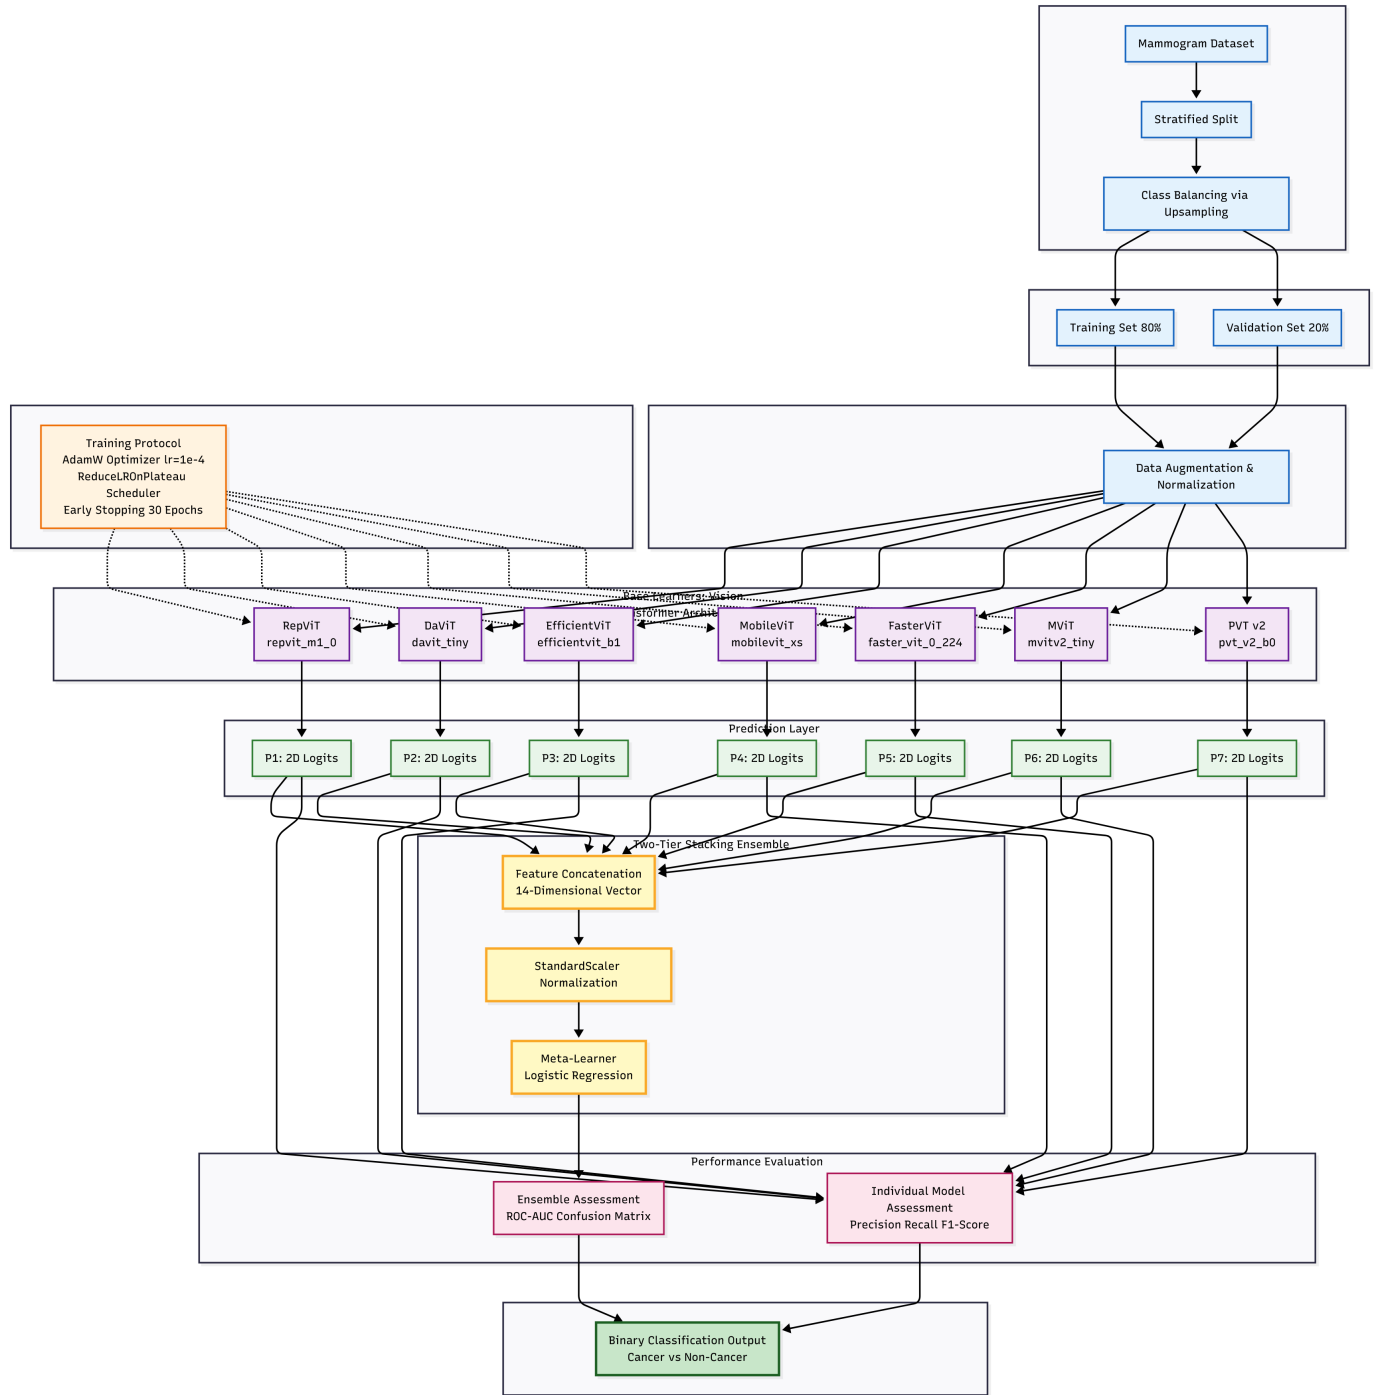 Mammogram Dataset
Stratified Split
Class Balancing via
Upsampling
Training Set 80%
Validation Set 20%
Training Protocol
AdamW Optimizer lr=1e-4
ReduceLROnPlateau
Scheduler
Early Stopping 30 Epochs
Data Augmentation &
Normalization
Base Learners: Vision
sformer Archit
RepViT
repvit_m1_0
DaViT
davit_tiny
EfficientViT
efficientvit_b1
MobileViT
mobilevit_xs
FasterViT
faster_vit_0_224
MViT
mvitv2_tiny
PVT v2
pvt_v2_b0
Prediction Layer
P1: 2D Logits
P2: 2D Logits
P3: 2D Logits
P4: 2D Logits
P5: 2D Logits
P6: 2D Logits
P7: 2D Logits
Two-Tier Stacking Ensemble
Feature Concatenation
14-Dimensional Vector
StandardScaler
Normalization
Meta-Learner
Logistic Regression
Performance Evaluation
Ensemble Assessment
ROC-AUC Confusion Matrix
Individual Model
Assessment
Precision Recall F1-Score
Binary Classification Output
Cancer vs Non-Cancer